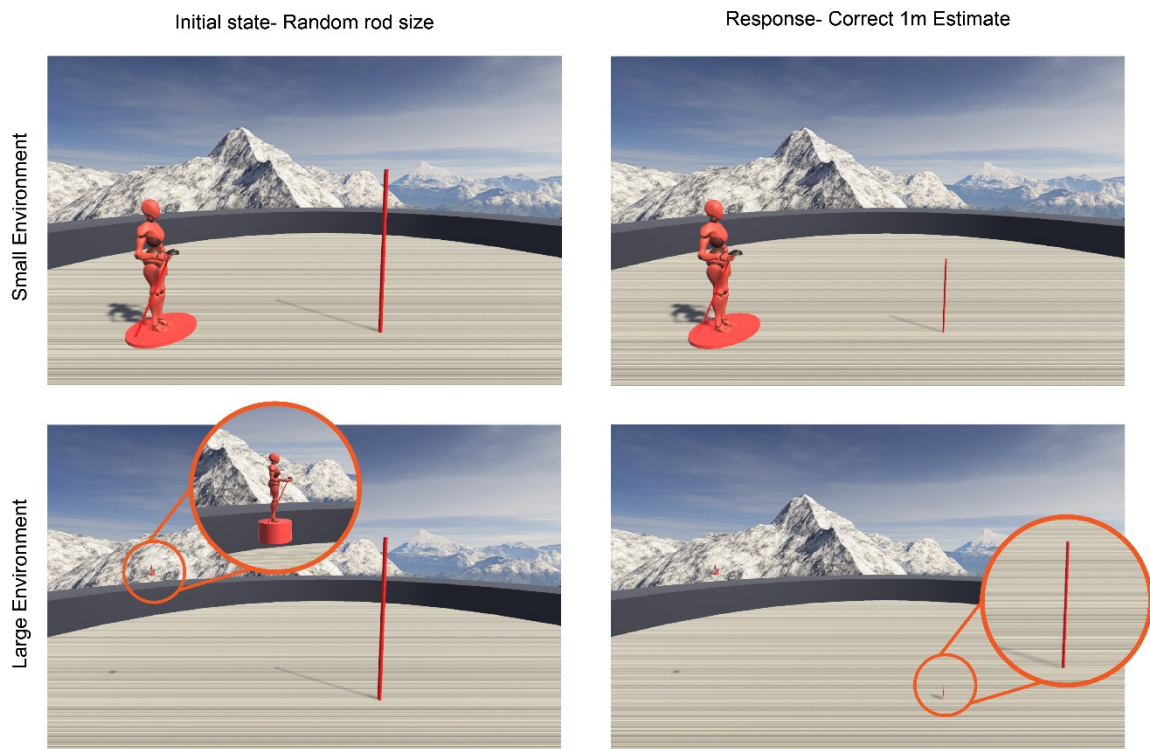 Initial state- Random rod size
Response- Correct 1m Estimate
Small Environment
Large Environment